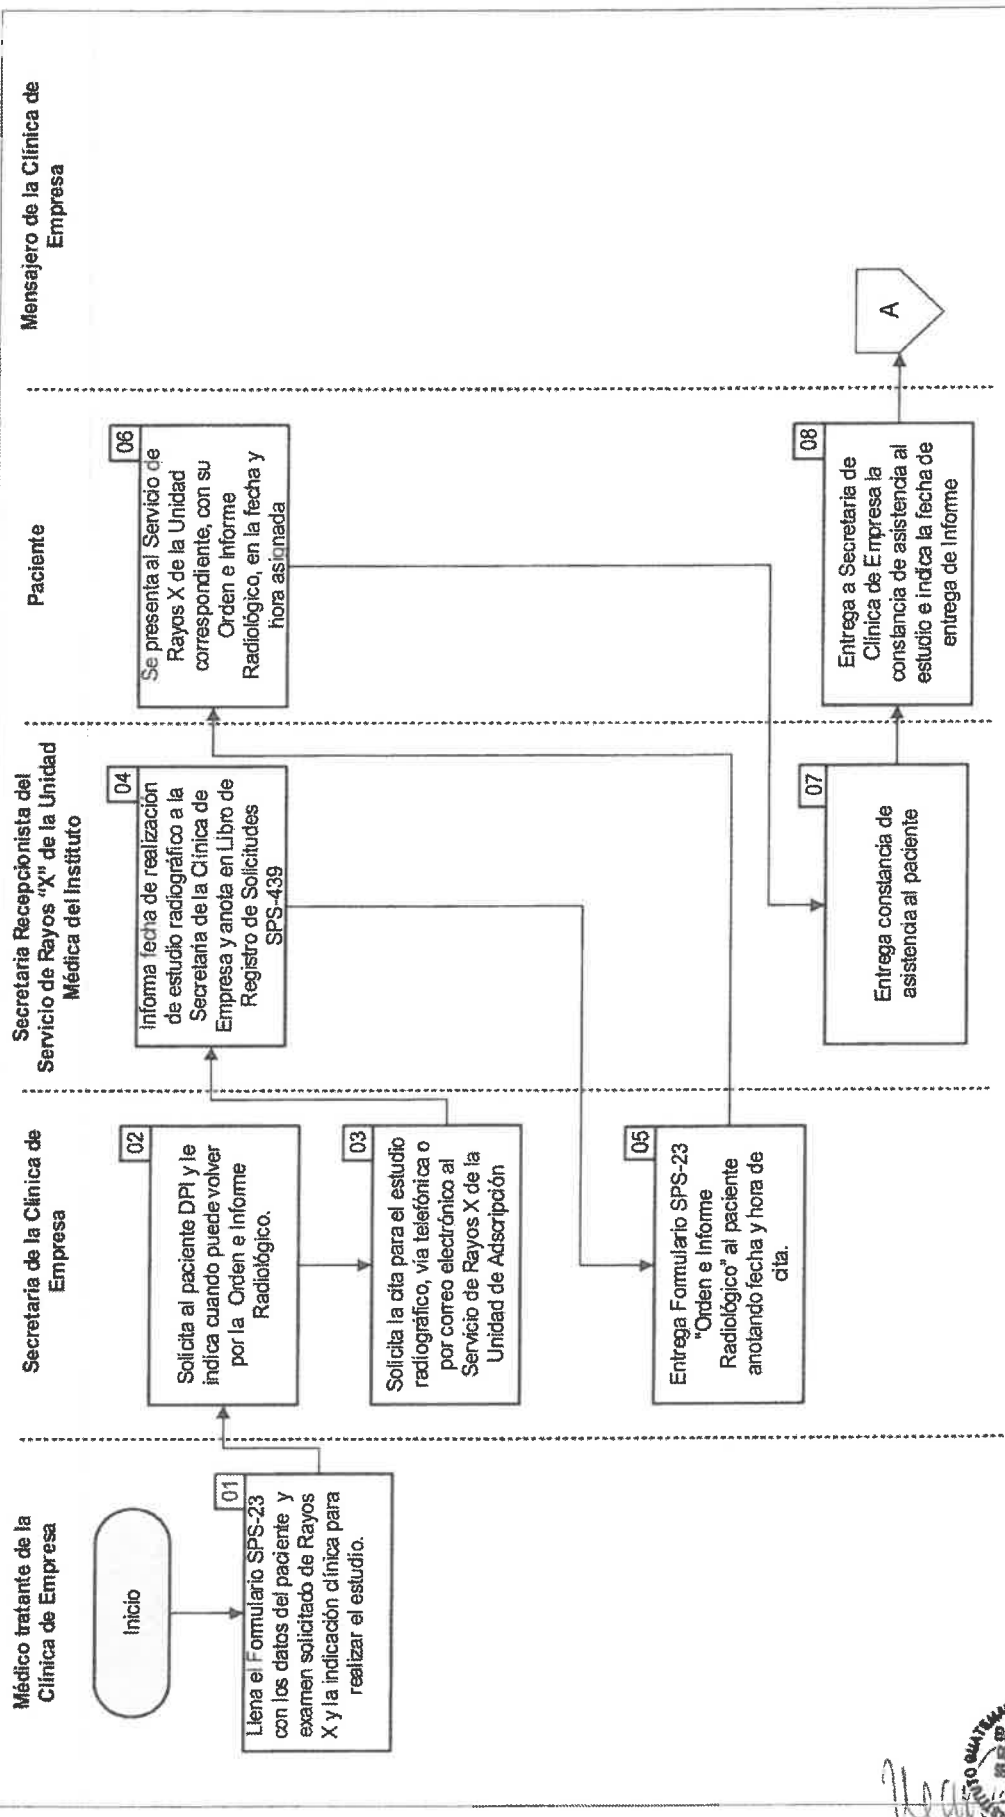 Médico tratante de la
Clínica de Empresa
Secretaria de la Clínica de
Empresa
Secretaria Recepcionista del
Servicio de Rayos "X" de la Unidad
Médica del Instituto
Paciente
Mensajero de la Clínica de
Empresa
Inicio
01
Llena el Formulario SPS-23
con los datos del paciente y
examen solicitado de Rayos
X y la indicación clínica para
realizar el estudio.
02
Solicita al paciente DPI y le
indica cuando puede volver
por la Orden e Informe
Radiológico.
03
Solicita la cita para el estudio
radiográfico, vía telefónica o
por correo electrónico al
Servicio de Rayos X de la
Unidad de Adscripción
04
Informa fecha de realización
de estudio radiográfico a la
Secretaria de la Clínica de
Empresa y anota en Libro de
Registro de Solicitudes
SPS-439
05
Entrega Formulario SPS-23
"Orden e Informe
Radiológico" al paciente
anotando fecha y hora de
cita.
06
Se presenta al Servicio de
Rayos X de la Unidad
correspondiente, con su
Orden e Informe
Radiológico, en la fecha y
hora asignada
07
Entrega constancia de
asistencia al paciente
08
Entrega a Secretaria de
Clínica de Empresa la
constancia de asistencia al
estudio e indica la fecha de
entrega de Informe
A